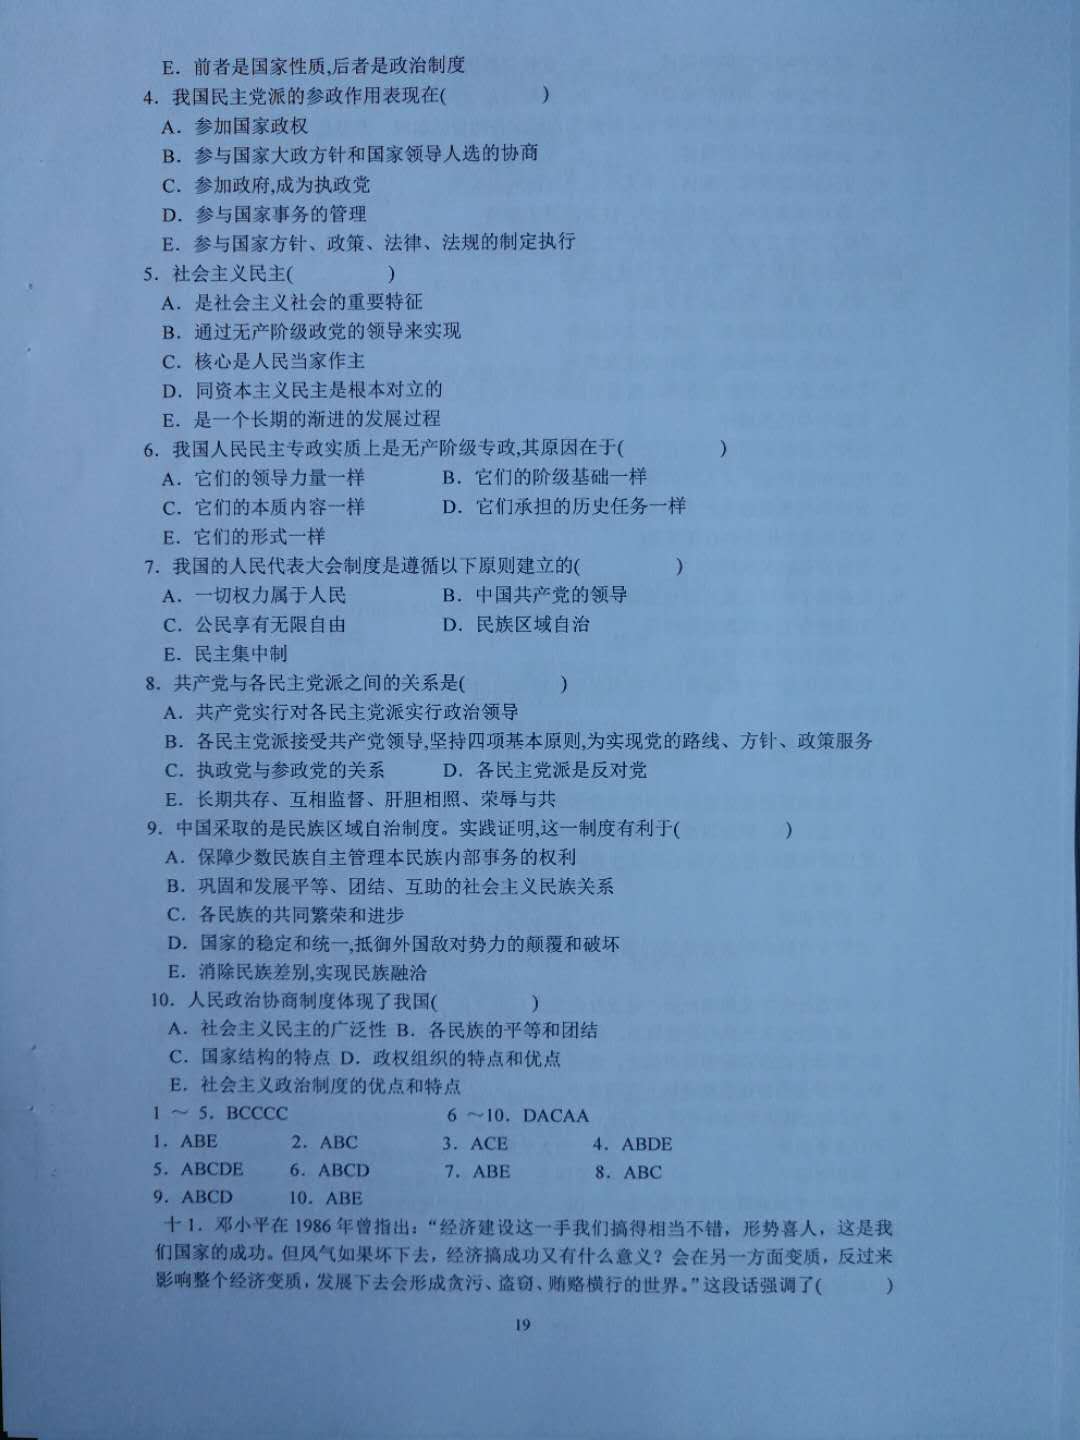 E．前者是国家性质,后者是政治制度
4．我国民主党派的参政作用表现在(　　　)
A．参加国家政权
B．参与国家大政方针和国家领导人选的协商
C．参加政府,成为执政党
D．参与国家事务的管理
E．参与国家方针、政策、法律、法规的制定执行
5．社会主义民主(　　　)
A．是社会主义社会的重要特征
B．通过无产阶级政党的领导来实现
C．核心是人民当家作主
D．同资本主义民主是根本对立的
E．是一个长期的渐进的发展过程
6．我国人民民主专政实质上是无产阶级专政,其原因在于(　　　)
A．它们的领导力量一样　　　B．它们的阶级基础一样
C．它们的本质内容一样　　　D．它们承担的历史任务一样
E．它们的形式一样
7．我国的人民代表大会制度是遵循以下原则建立的(　　　)
A．一切权力属于人民　　　B．中国共产党的领导
C．公民享有无限自由　　　D．民族区域自治
E．民主集中制
8．共产党与各民主党派之间的关系是(　　　)
A．共产党实行对各民主党派实行政治领导
B．各民主党派接受共产党领导,坚持四项基本原则,为实现党的路线、方针、政策服务
C．执政党与参政党的关系　　　D．各民主党派是反对党
E．长期共存、互相监督、肝胆相照、荣辱与共
9．中国采取的是民族区域自治制度。实践证明,这一制度有利于(　　　)
A．保障少数民族自主管理本民族内部事务的权利
B．巩固和发展平等、团结、互助的社会主义民族关系
C．各民族的共同繁荣和进步
D．国家的稳定和统一,抵御外国敌对势力的颠覆和破坏
E．消除民族差别,实现民族融洽
10．人民政治协商制度体现了我国(　　　)
A．社会主义民主的广泛性 B．各民族的平等和团结
C．国家结构的特点 D．政权组织的特点和优点
E．社会主义政治制度的优点和特点
1 ～ 5．BCCCC　　　6 ～10．DACAA
1．ABE　　　2．ABC　　　3．ACE　　　4．ABDE
5．ABCDE　　　6．ABCD　　　7．ABE　　　8．ABC
9．ABCD　　　10．ABE
十 1．邓小平在 1986 年曾指出：“经济建设这一手我们搞得相当不错，形势喜人，这是我
们国家的成功。但风气如果坏下去，经济搞成功又有什么意义？会在另一方面变质，反过来
影响整个经济变质，发展下去会形成贪污、盗窃、贿赂横行的世界。”这段话强调了(　　　)
19